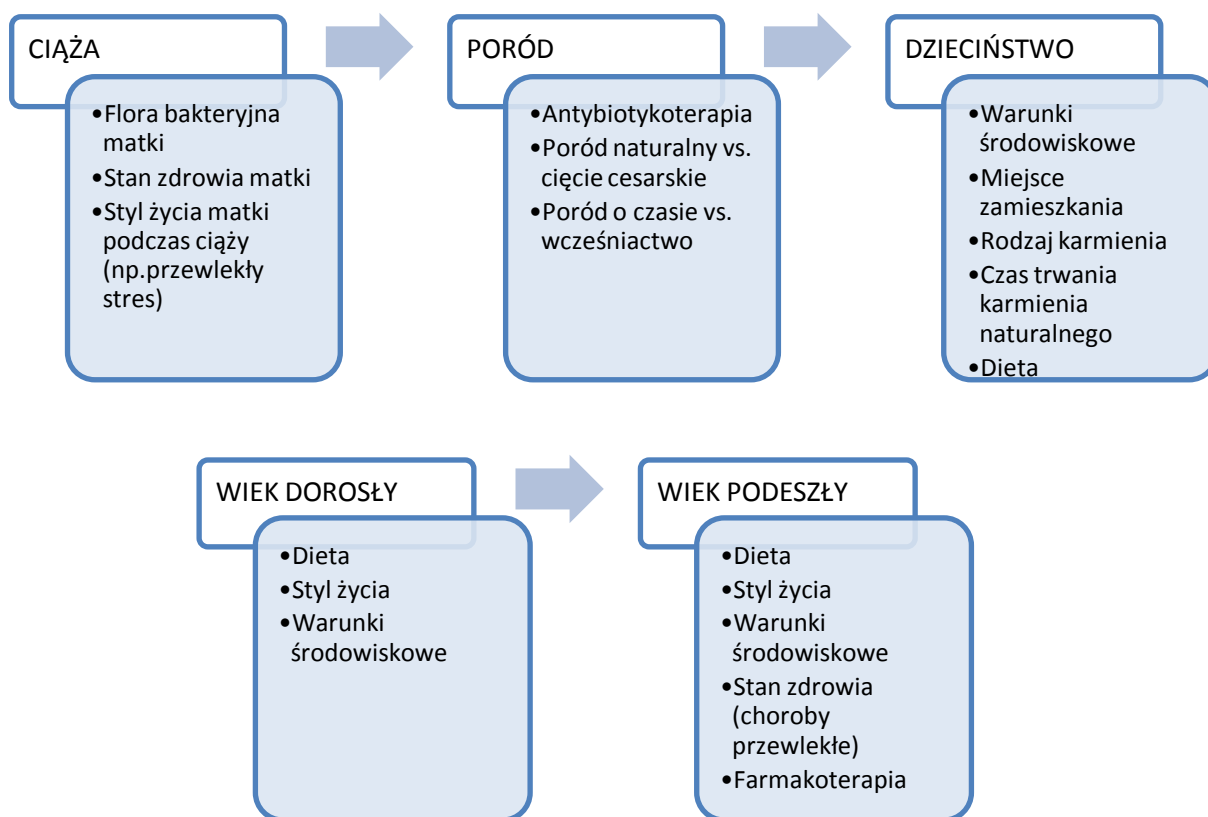 CIĄŻA
•Flora bakteryjna
matki
•Stan zdrowia matki
•Styl życia matki
podczas ciąży
(np.przewlekły
stres)
PORÓD
•Antybiotykoterapia
•Poród naturalny vs.
cięcie cesarskie
•Poród o czasie vs.
wcześniactwo
DZIECIŃSTWO
•Warunki
środowiskowe
•Miejsce
zamieszkania
•Rodzaj karmienia
•Czas trwania
karmienia
naturalnego
•Dieta
WIEK DOROSŁY
•Dieta
•Styl życia
•Warunki
środowiskowe
WIEK PODESZŁY
•Dieta
•Styl życia
•Warunki
środowiskowe
•Stan zdrowia
(choroby
przewlekłe)
•Farmakoterapia